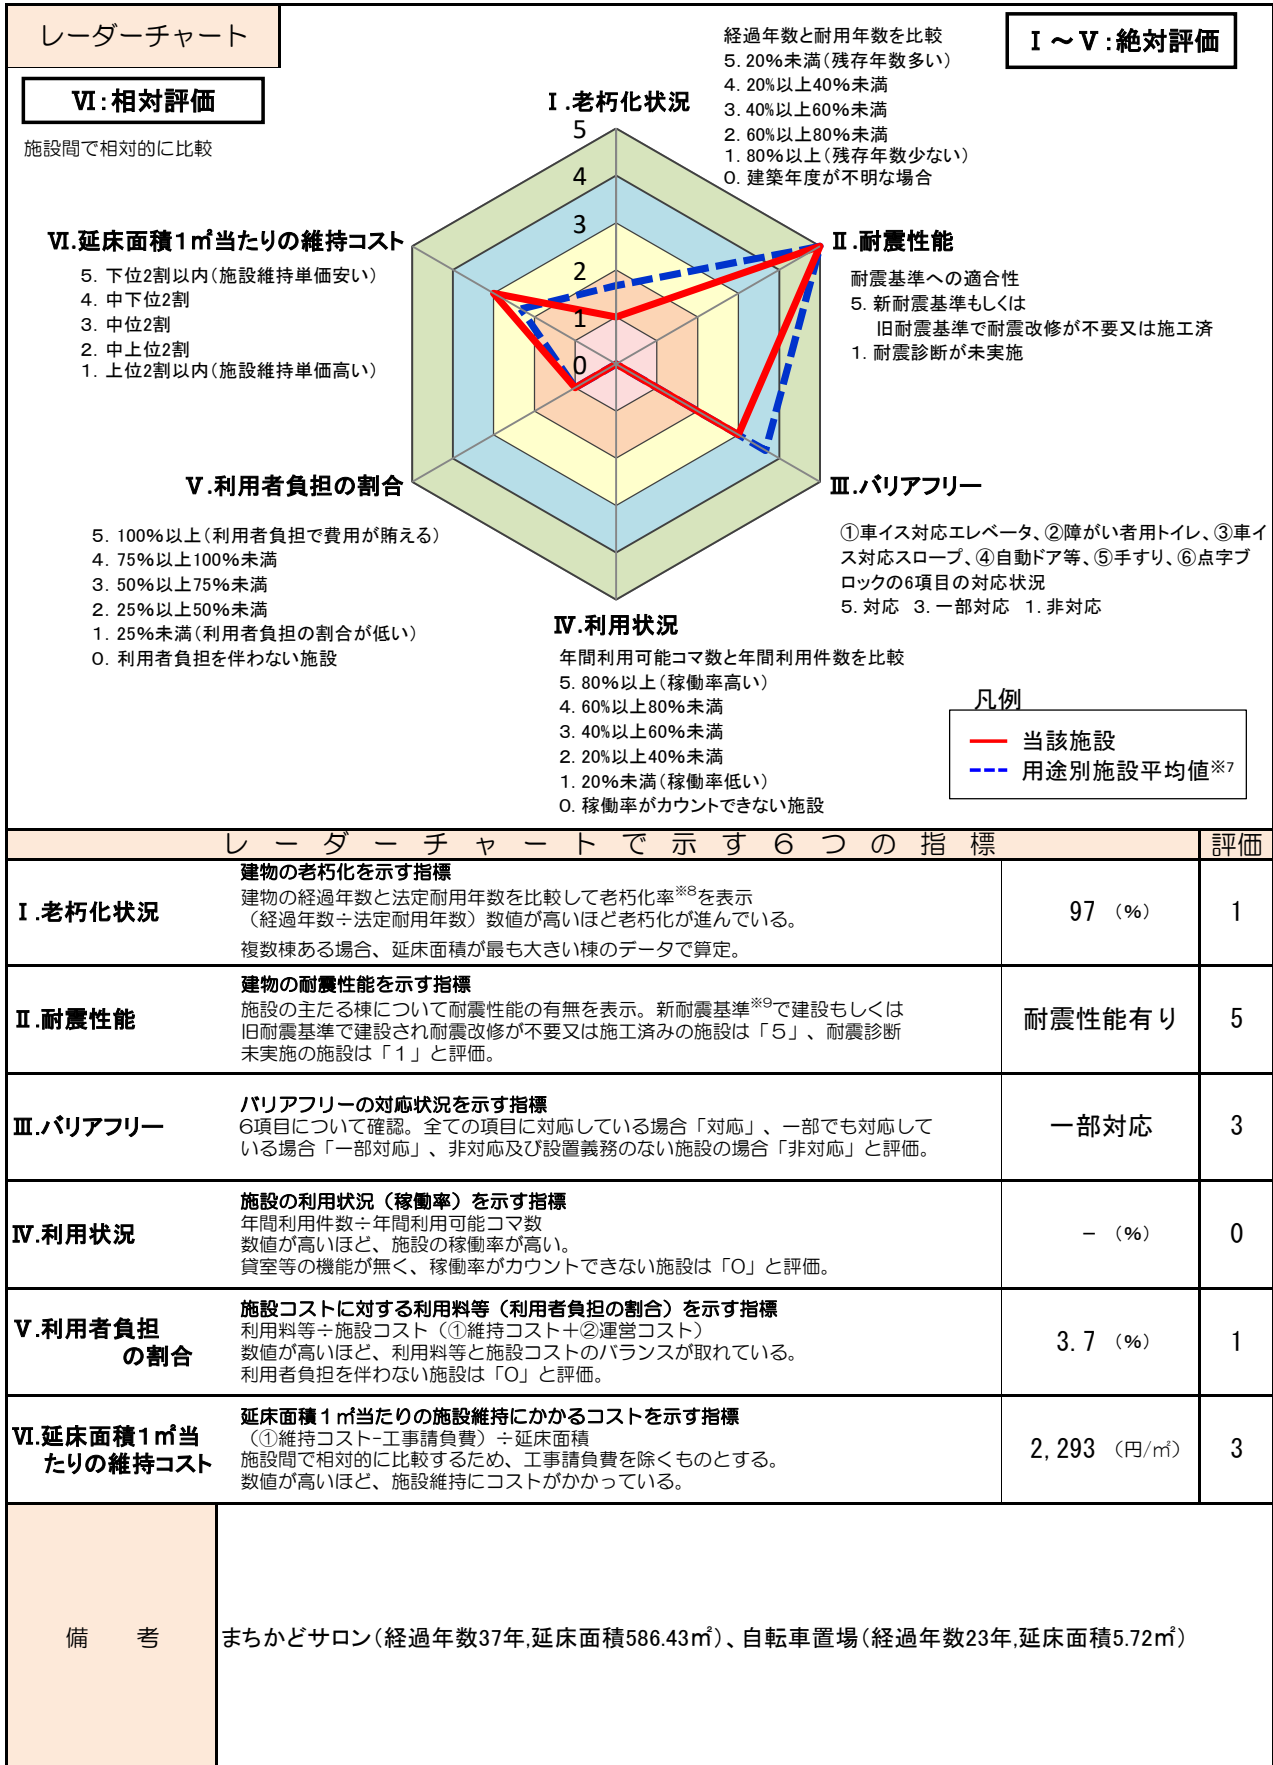 レーダーチャート
Ⅰ～Ⅴ:絶対評価
Ⅵ:相対評価
施設間で相対的に比較
Ⅰ.老朽化状況
経過年数と耐用年数を比較
5. 20%未満(残存年数多い)
4. 20%以上40%未満
3. 40%以上60%未満
2. 60%以上80%未満
1. 80%以上(残存年数少ない)
0. 建築年度が不明な場合
5
4
3
2
1
0
Ⅱ.耐震性能
耐震基準への適合性
5. 新耐震基準もしくは
旧耐震基準で耐震改修が不要又は施工済
1. 耐震診断が未実施
Ⅵ.延床面積1㎡当たりの維持コスト
5. 下位2割以内(施設維持単価安い)
4. 中下位2割
3. 中位2割
2. 中上位2割
1. 上位2割以内(施設維持単価高い)
Ⅲ.バリアフリー
①車イス対応エレベータ、②障がい者用トイレ、③車イ
ス対応スロープ、④自動ドア等、⑤手すり、⑥点字ブ
ロックの6項目の対応状況
5. 対応 3. 一部対応 1. 非対応
Ⅴ.利用者負担の割合
5. 100%以上(利用者負担で費用が賄える)
4. 75%以上100%未満
3. 50%以上75%未満
2. 25%以上50%未満
1. 25%未満(利用者負担の割合が低い)
0. 利用者負担を伴わない施設
Ⅳ.利用状況
年間利用可能コマ数と年間利用件数を比較
5. 80%以上(稼働率高い)
4. 60%以上80%未満
3. 40%以上60%未満
2. 20%以上40%未満
1. 20%未満(稼働率低い)
0. 稼働率がカウントできない施設
凡例
当該施設
用途別施設平均値※7
レーダーチャートで示す6つの指標 評価
Ⅰ.老朽化状況
建物の老朽化を示す指標
建物の経過年数と法定耐用年数を比較して老朽化率※8を表示
(経過年数÷法定耐用年数)数値が高いほど老朽化が進んでいる。
複数棟ある場合、延床面積が最も大きい棟のデータで算定。
97 (%) 1
Ⅱ.耐震性能
建物の耐震性能を示す指標
施設の主たる棟について耐震性能の有無を表示。新耐震基準※9で建設もしくは
旧耐震基準で建設され耐震改修が不要又は施工済みの施設は「5」、耐震診断
未実施の施設は「1」と評価。
耐震性能有り 5
Ⅲ.バリアフリー
バリアフリーの対応状況を示す指標
6項目について確認。全ての項目に対応している場合「対応」、一部でも対応して
いる場合「一部対応」、非対応及び設置義務のない施設の場合「非対応」と評価。
一部対応 3
Ⅳ.利用状況
施設の利用状況(稼働率)を示す指標
年間利用件数÷年間利用可能コマ数
数値が高いほど、施設の稼働率が高い。
貸室等の機能が無く、稼働率がカウントできない施設は「0」と評価。
- (%) 0
Ⅴ.利用者負担
の割合
施設コストに対する利用料等(利用者負担の割合)を示す指標
利用料等÷施設コスト(①維持コスト+②運営コスト)
数値が高いほど、利用料等と施設コストのバランスが取れている。
利用者負担を伴わない施設は「0」と評価。
3.7 (%) 1
Ⅵ.延床面積1㎡当
たりの維持コスト
延床面積1㎡当たりの施設維持にかかるコストを示す指標
(①維持コスト-工事請負費)÷延床面積
施設間で相対的に比較するため、工事請負費を除くものとする。
数値が高いほど、施設維持にコストがかかっている。
2,293 (円/㎡) 3
備 考
まちかどサロン(経過年数37年,延床面積586.43㎡)、自転車置場(経過年数23年,延床面積5.72㎡)